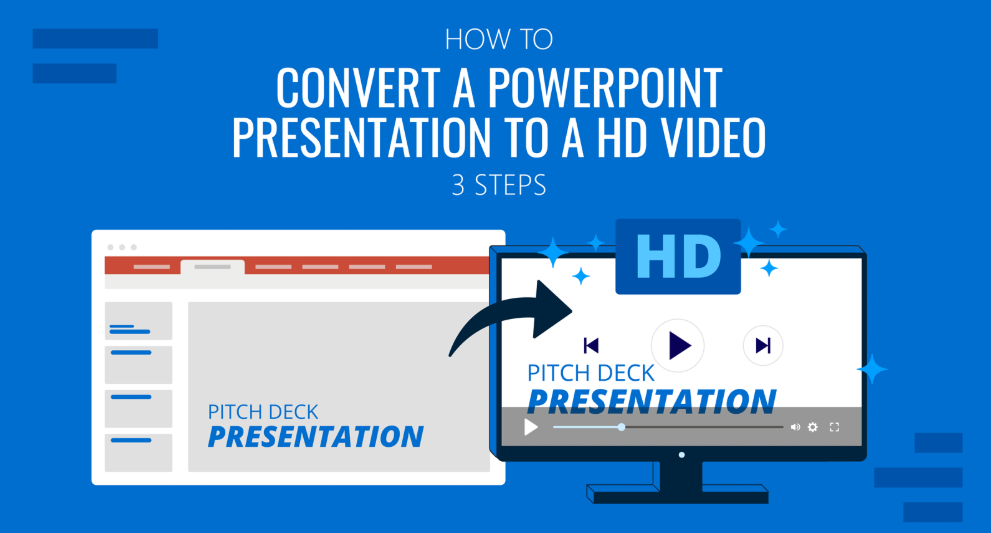 HOW TO
CONVERT A POWERPOINT
PRESENTATION TO A HD VIDEO
3 STEPS
HD
PITCH DECK
PRESENTATION
PITCH DECK
PRESENTATION